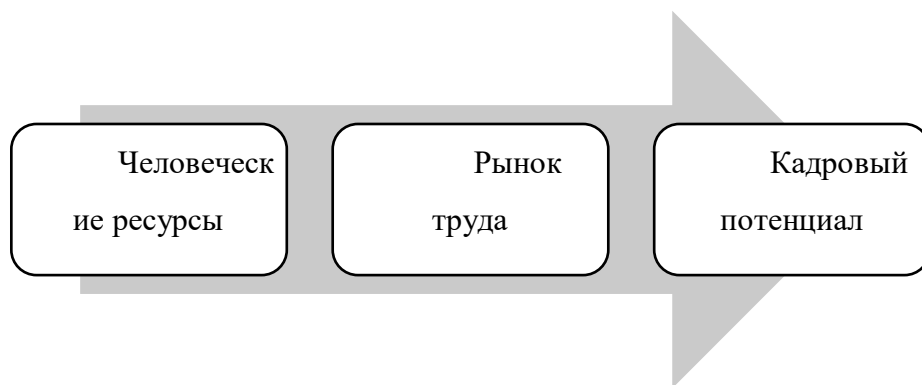 Человеческ
ие ресурсы
Рынок
труда
Кадровый
потенциал